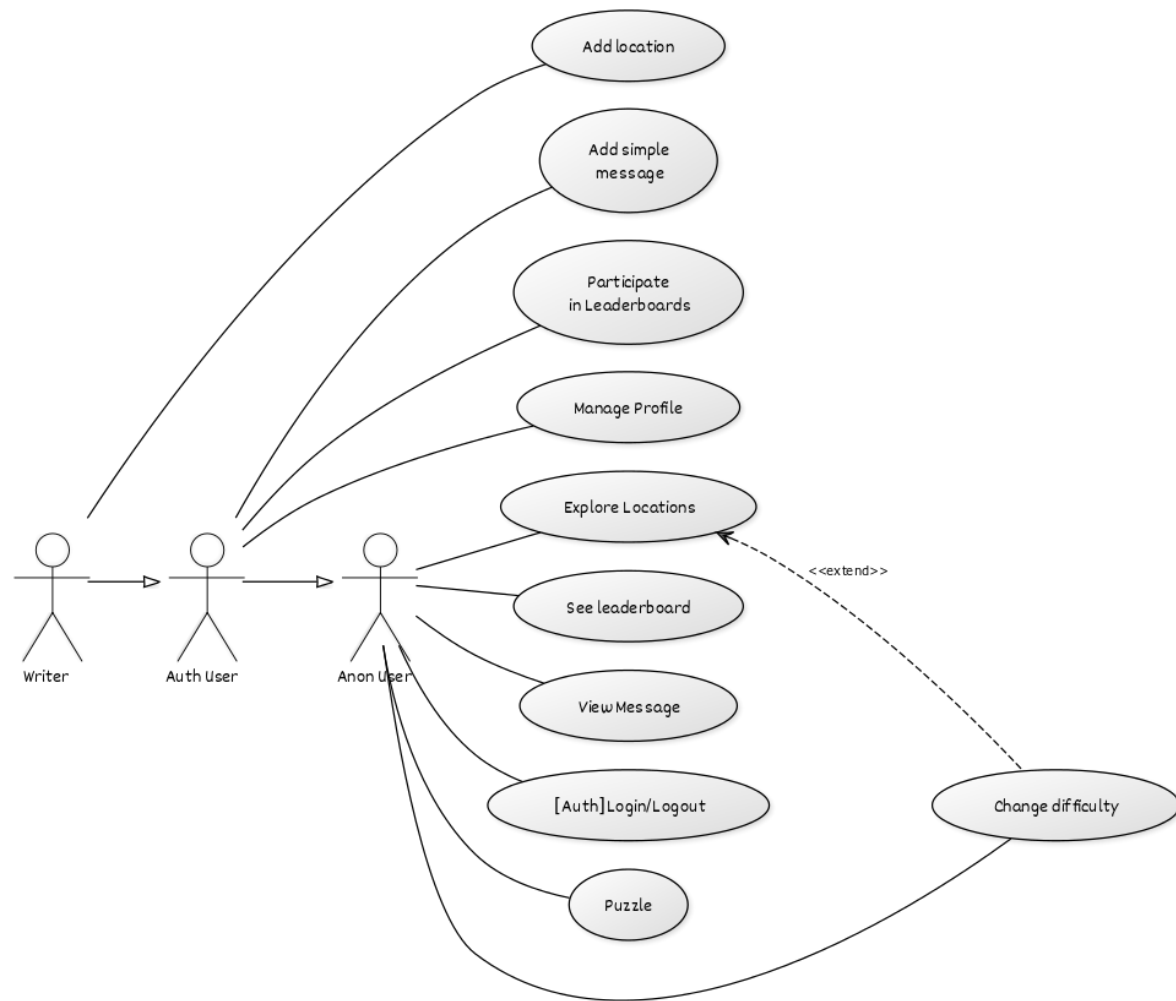 Add location
Add simple
message
Participate
in Leaderboards
Manage Profile
Explore Locations
<<extend>>
See leaderboard
Writer
Auth User
Anon User
View Message
[Auth]Login/Logout
Change difficulty
Puzzle